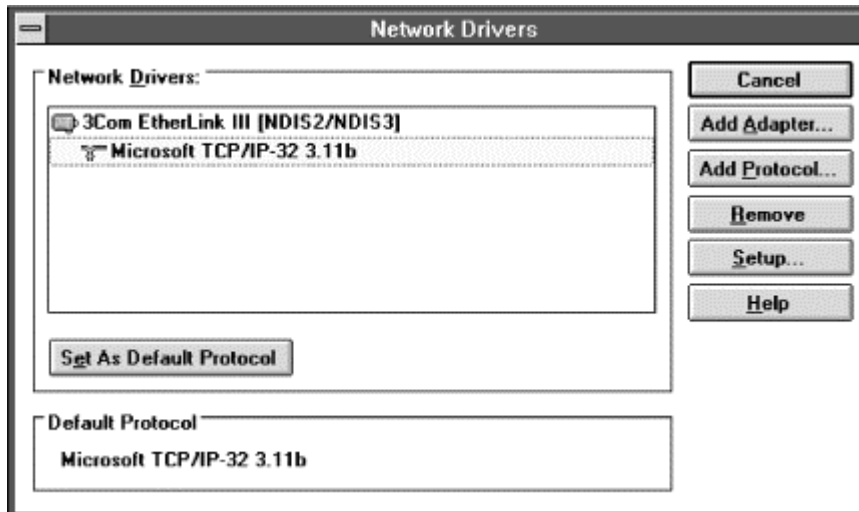 Network Drivers
Network Drivers:
3Com EtherLink III [NDIS2/NDIS3]
Microsoft TCP/IP-32 3.11b
Set As Default Protocol
Default Protocol
Microsoft TCP/IP-32 3.11b
Cancel
Add Adapter...
Add Protocol...
Remove
Setup...
Help